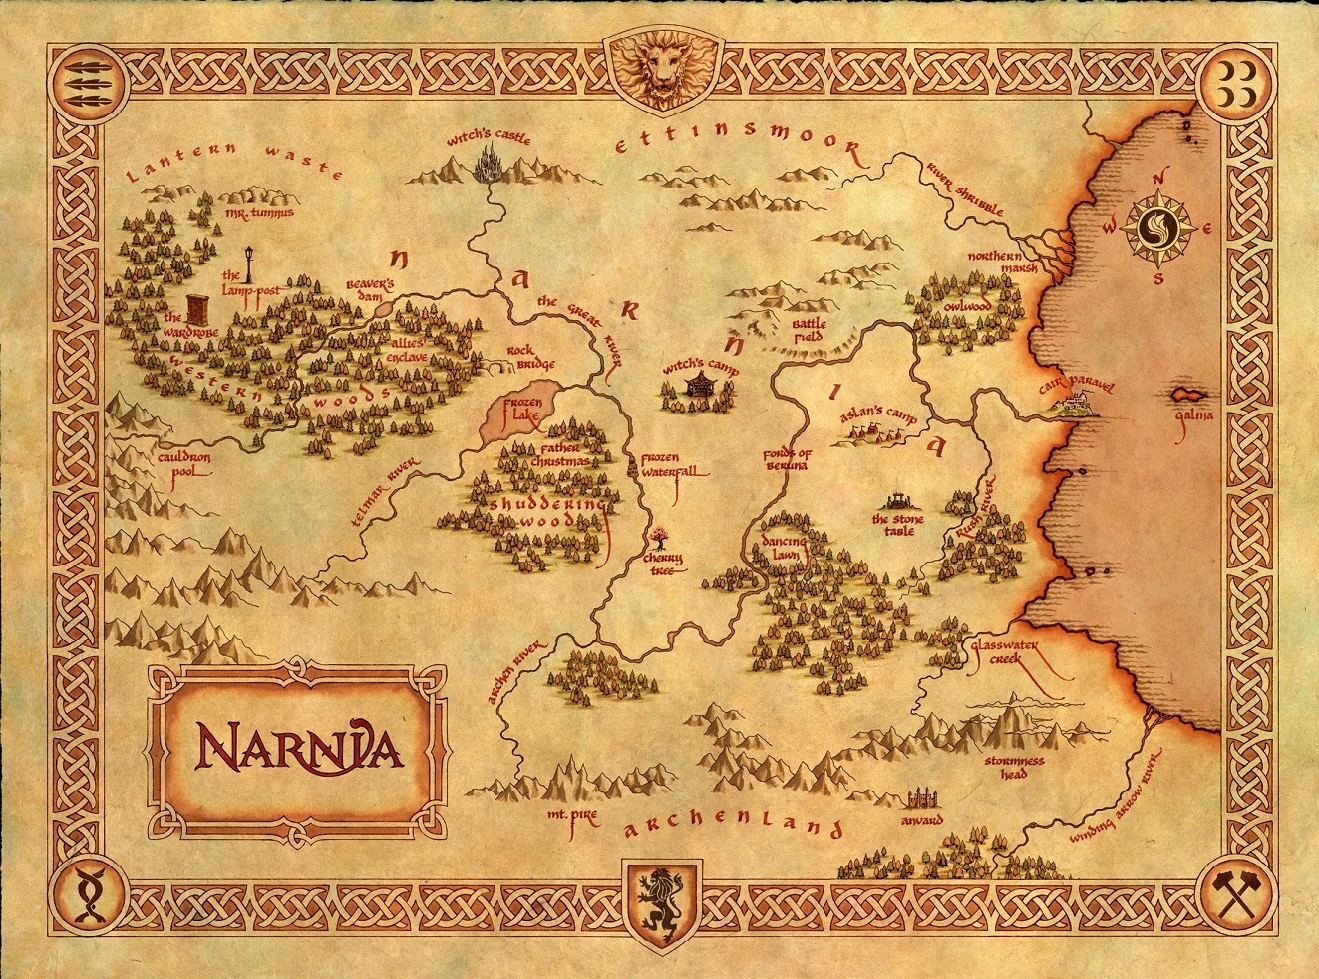 ettinsmoor
witch's castle
Lantern waste
mr. tumnus
river shribble
N
W
E
S
the
Lamp-post
Beaver's
dam
northern
marsh
owlwood
narnia
the great river
the
wardrobe
allies'
enclave
Rock
Bridge
Battle
field
witch's camp
western woods
frozen
Lake
cair paravel
galma
aslan's camp
cauldron
pool
father
christmas
frozen
waterfall
fords of
Beruna
telmar river
shuddering
wood
the stone
table
Rush River
cherry
tree
dancing
lawn
archen river
glasswater
creek
Narnia
stormness
head
winding arrow river
mt. pire
archenland
anvard